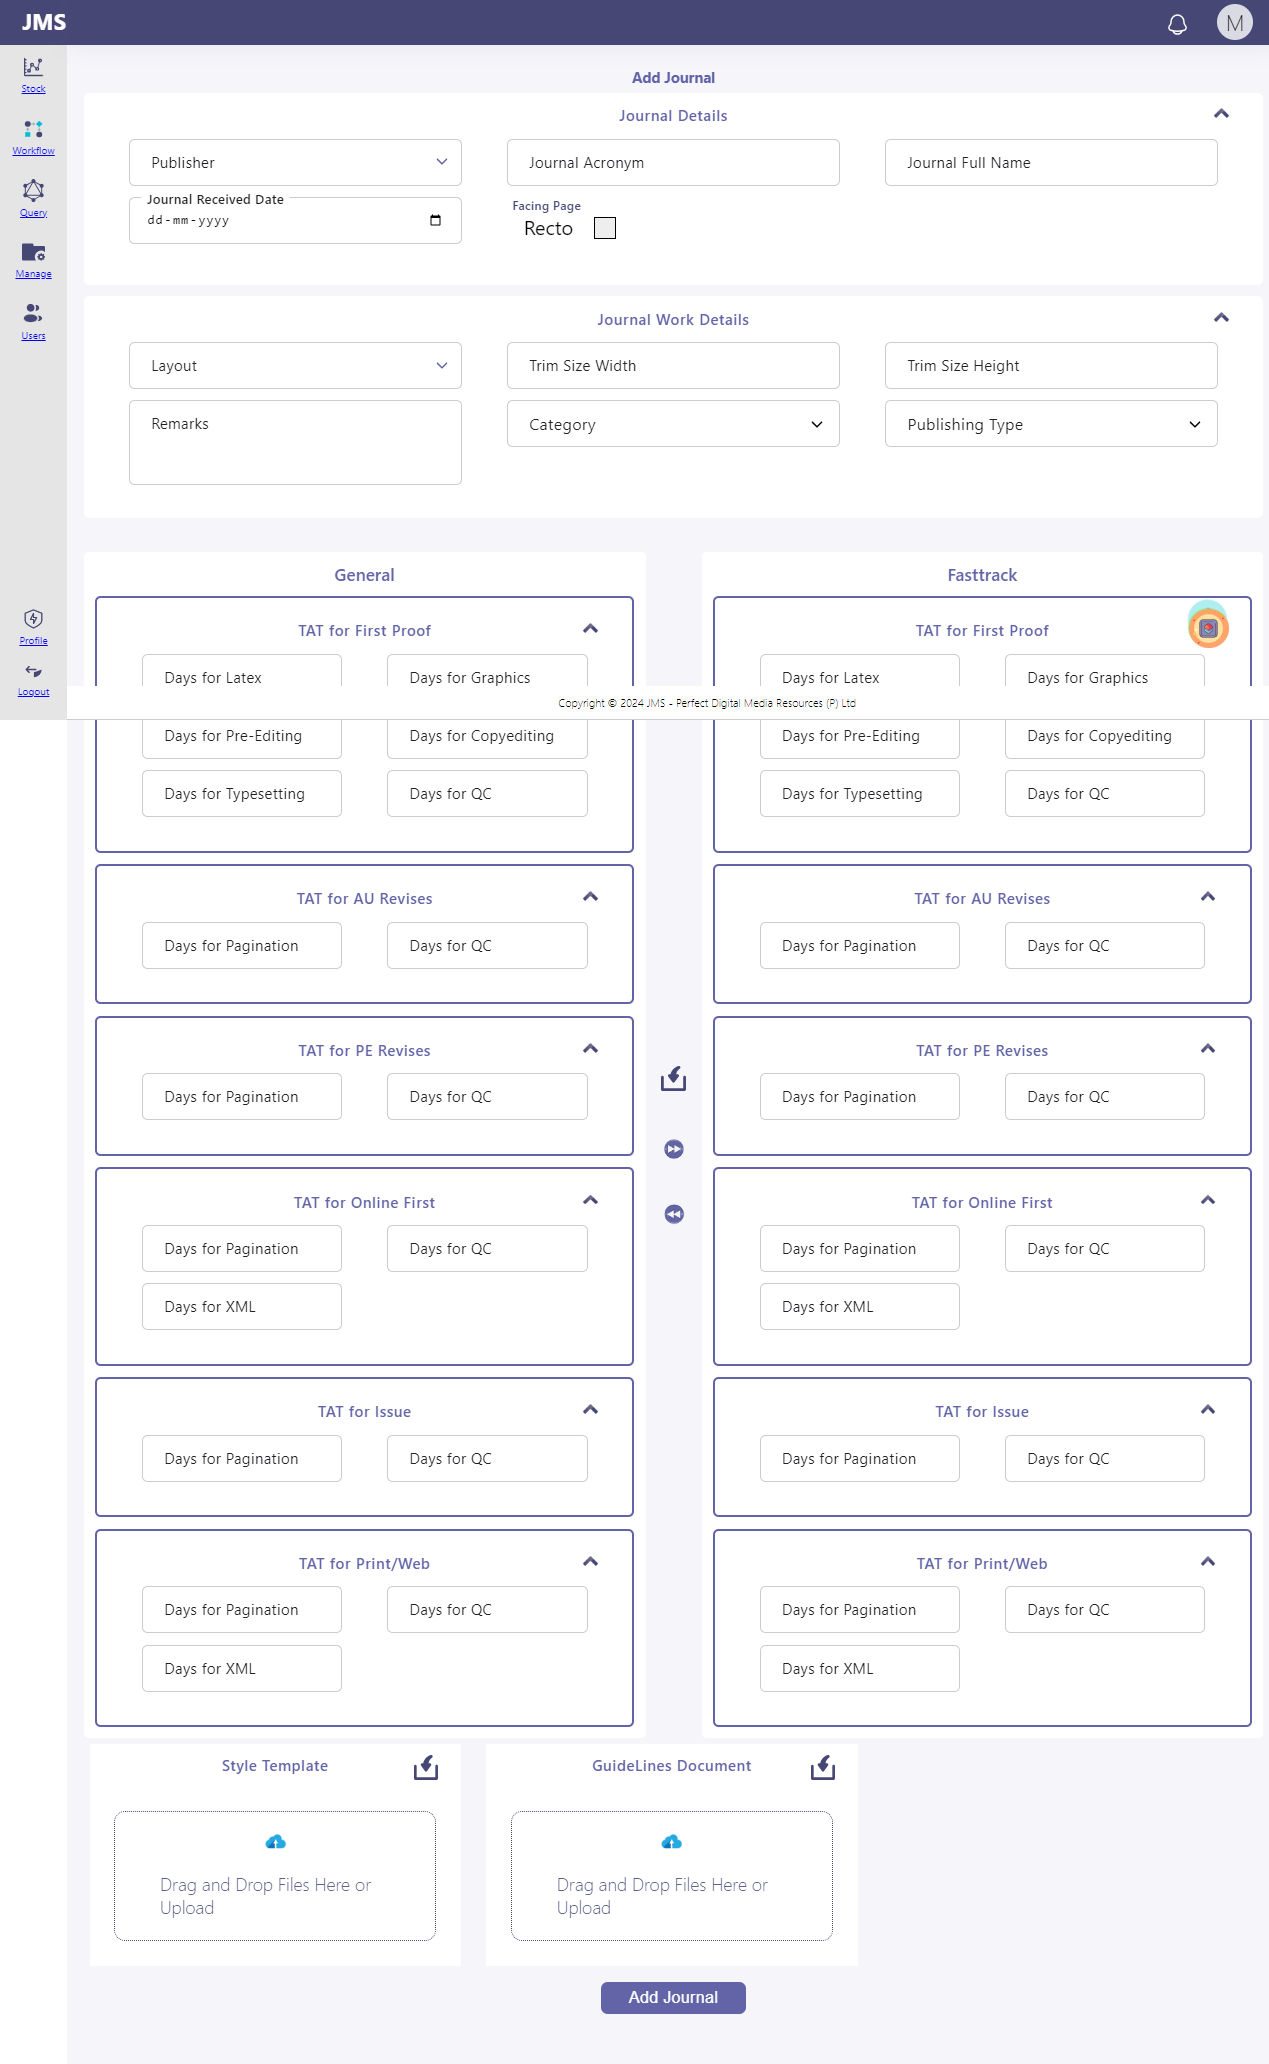 JMS
M
Stock
Workflow
Query
Manage
Users
Profile
Logout
Add Journal
Journal Details
Publisher
Journal Acronym
Journal Full Name
Journal Received Date
dd-mm-yyyy
Facing Page
Recto
Journal Work Details
Layout
Trim Size Width
Trim Size Height
Remarks
Category
Publishing Type
General
TAT for First Proof
Days for Latex
Days for Graphics
Days for Pre-Editing
Days for Copyediting
Days for Typesetting
Days for QC
TAT for AU Revises
Days for Pagination
Days for QC
TAT for PE Revises
Days for Pagination
Days for QC
TAT for Online First
Days for Pagination
Days for QC
Days for XML
TAT for Issue
Days for Pagination
Days for QC
TAT for Print/Web
Days for Pagination
Days for QC
Days for XML
Fasttrack
TAT for First Proof
Days for Latex
Days for Graphics
Days for Pre-Editing
Days for Copyediting
Days for Typesetting
Days for QC
TAT for AU Revises
Days for Pagination
Days for QC
TAT for PE Revises
Days for Pagination
Days for QC
TAT for Online First
Days for Pagination
Days for QC
Days for XML
TAT for Issue
Days for Pagination
Days for QC
TAT for Print/Web
Days for Pagination
Days for QC
Days for XML
Copyright © 2024 JMS - Perfect Digital Media Resources (P) Ltd
Style Template
Drag and Drop Files Here or
Upload
GuideLines Document
Drag and Drop Files Here or
Upload
Add Journal